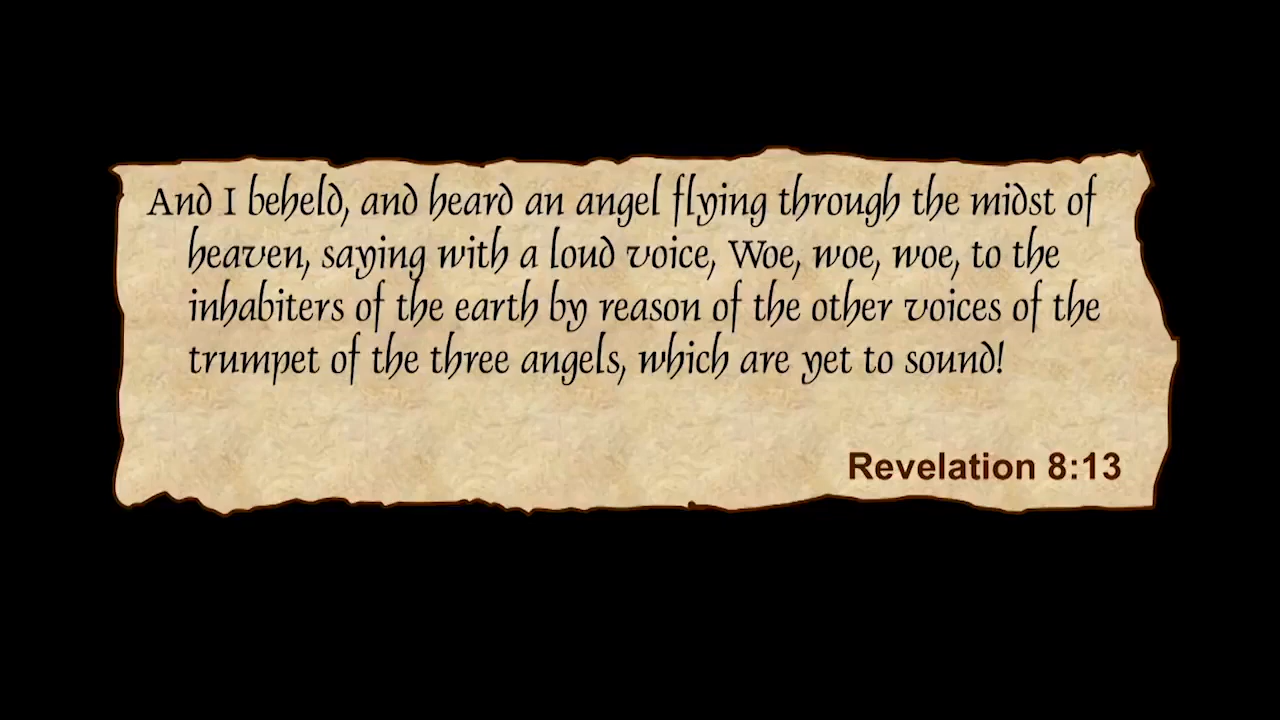 And I beheld, and heard an angel flying through the midst of
heaven, saying with a loud voice, Woe, woe, woe, to the
inhabiters of the earth by reason of the other voices of the
trumpet of the three angels, which are yet to sound!
Revelation 8:13